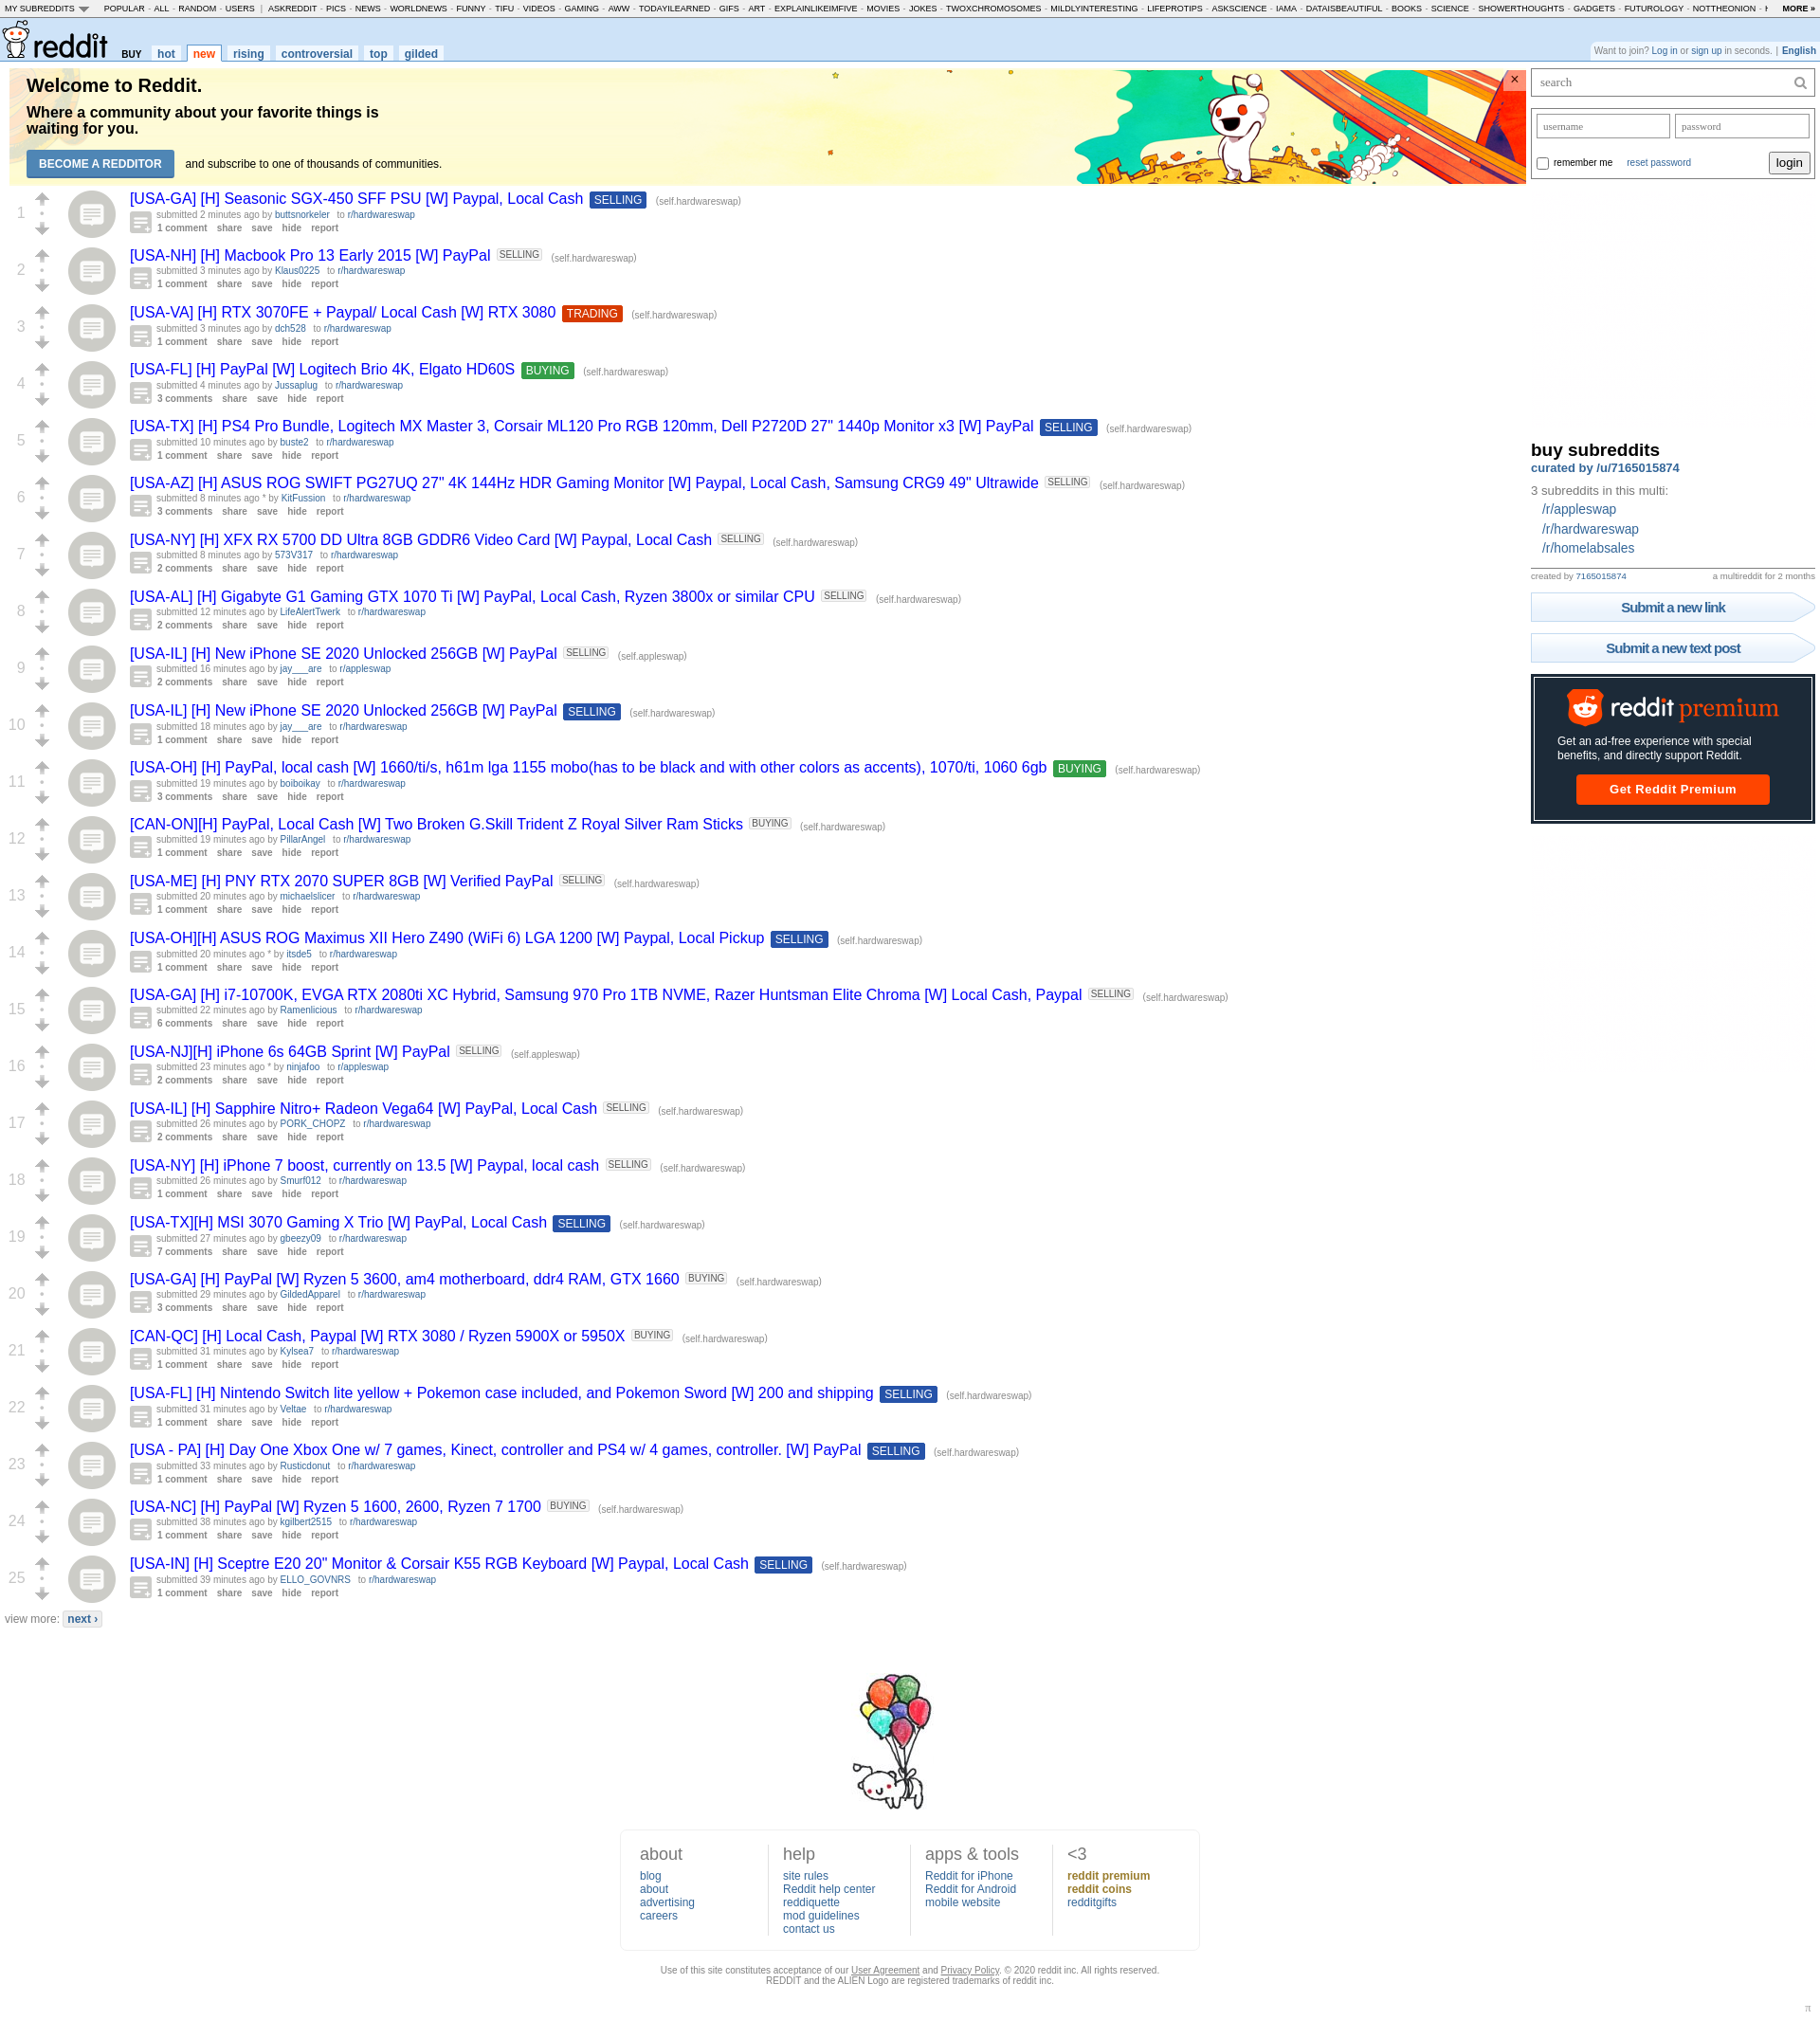 MY SUBREDDITS POPULAR - ALL - RANDOM - USERS | ASKREDDIT - PICS - NEWS - WORLDNEWS - FUNNY - TIFU - VIDEOS - GAMING - AWW - TODAYILEARNED - GIFS - ART - EXPLAINLIKEIMFIVE - MOVIES - JOKES - TWOXCHROMOSOMES - MILDLYINTERESTING - LIFEPROTIPS - ASKSCIENCE - IAMA - DATAISBEAUTIFUL - BOOKS - SCIENCE - SHOWERTHOUGHTS - GADGETS - FUTUROLOGY - NOTTHEONION - MORE »
reddit BUY hot new rising controversial top gilded
Want to join? Log in or sign up in seconds. | English
Welcome to Reddit.
Where a community about your favorite things is
waiting for you.
BECOME A REDDITOR and subscribe to one of thousands of communities.
×
1
[USA-GA] [H] Seasonic SGX-450 SFF PSU [W] Paypal, Local Cash SELLING (self.hardwareswap)
submitted 2 minutes ago by buttsnorkeler to r/hardwareswap
1 comment share save hide report
2
[USA-NH] [H] Macbook Pro 13 Early 2015 [W] PayPal SELLING (self.hardwareswap)
submitted 3 minutes ago by Klaus0225 to r/hardwareswap
1 comment share save hide report
3
[USA-VA] [H] RTX 3070FE + Paypal/ Local Cash [W] RTX 3080 TRADING (self.hardwareswap)
submitted 3 minutes ago by dch528 to r/hardwareswap
1 comment share save hide report
4
[USA-FL] [H] PayPal [W] Logitech Brio 4K, Elgato HD60S BUYING (self.hardwareswap)
submitted 4 minutes ago by Jussaplug to r/hardwareswap
3 comments share save hide report
5
[USA-TX] [H] PS4 Pro Bundle, Logitech MX Master 3, Corsair ML120 Pro RGB 120mm, Dell P2720D 27" 1440p Monitor x3 [W] PayPal SELLING (self.hardwareswap)
submitted 10 minutes ago by buste2 to r/hardwareswap
1 comment share save hide report
6
[USA-AZ] [H] ASUS ROG SWIFT PG27UQ 27" 4K 144Hz HDR Gaming Monitor [W] Paypal, Local Cash, Samsung CRG9 49" Ultrawide SELLING (self.hardwareswap)
submitted 8 minutes ago * by KitFussion to r/hardwareswap
3 comments share save hide report
7
[USA-NY] [H] XFX RX 5700 DD Ultra 8GB GDDR6 Video Card [W] Paypal, Local Cash SELLING (self.hardwareswap)
submitted 8 minutes ago by 573V317 to r/hardwareswap
2 comments share save hide report
8
[USA-AL] [H] Gigabyte G1 Gaming GTX 1070 Ti [W] PayPal, Local Cash, Ryzen 3800x or similar CPU SELLING (self.hardwareswap)
submitted 12 minutes ago by LifeAlertTwerk to r/hardwareswap
2 comments share save hide report
9
[USA-IL] [H] New iPhone SE 2020 Unlocked 256GB [W] PayPal SELLING (self.appleswap)
submitted 16 minutes ago by jay___are to r/appleswap
2 comments share save hide report
10
[USA-IL] [H] New iPhone SE 2020 Unlocked 256GB [W] PayPal SELLING (self.hardwareswap)
submitted 18 minutes ago by jay___are to r/hardwareswap
1 comment share save hide report
11
[USA-OH] [H] PayPal, local cash [W] 1660/ti/s, h61m lga 1155 mobo(has to be black and with other colors as accents), 1070/ti, 1060 6gb BUYING (self.hardwareswap)
submitted 19 minutes ago by boiboikay to r/hardwareswap
3 comments share save hide report
12
[CAN-ON][H] PayPal, Local Cash [W] Two Broken G.Skill Trident Z Royal Silver Ram Sticks BUYING (self.hardwareswap)
submitted 19 minutes ago by PillarAngel to r/hardwareswap
1 comment share save hide report
13
[USA-ME] [H] PNY RTX 2070 SUPER 8GB [W] Verified PayPal SELLING (self.hardwareswap)
submitted 20 minutes ago by michaelslicer to r/hardwareswap
1 comment share save hide report
14
[USA-OH][H] ASUS ROG Maximus XII Hero Z490 (WiFi 6) LGA 1200 [W] Paypal, Local Pickup SELLING (self.hardwareswap)
submitted 20 minutes ago * by itsde5 to r/hardwareswap
1 comment share save hide report
15
[USA-GA] [H] i7-10700K, EVGA RTX 2080ti XC Hybrid, Samsung 970 Pro 1TB NVME, Razer Huntsman Elite Chroma [W] Local Cash, Paypal SELLING (self.hardwareswap)
submitted 22 minutes ago by Ramenlicious to r/hardwareswap
6 comments share save hide report
16
[USA-NJ][H] iPhone 6s 64GB Sprint [W] PayPal SELLING (self.appleswap)
submitted 23 minutes ago * by ninjafoo to r/appleswap
2 comments share save hide report
17
[USA-IL] [H] Sapphire Nitro+ Radeon Vega64 [W] PayPal, Local Cash SELLING (self.hardwareswap)
submitted 26 minutes ago by PORK_CHOPZ to r/hardwareswap
2 comments share save hide report
18
[USA-NY] [H] iPhone 7 boost, currently on 13.5 [W] Paypal, local cash SELLING (self.hardwareswap)
submitted 26 minutes ago by Smurf012 to r/hardwareswap
1 comment share save hide report
19
[USA-TX][H] MSI 3070 Gaming X Trio [W] PayPal, Local Cash SELLING (self.hardwareswap)
submitted 27 minutes ago by gbeezy09 to r/hardwareswap
7 comments share save hide report
20
[USA-GA] [H] PayPal [W] Ryzen 5 3600, am4 motherboard, ddr4 RAM, GTX 1660 BUYING (self.hardwareswap)
submitted 29 minutes ago by GildedApparel to r/hardwareswap
3 comments share save hide report
21
[CAN-QC] [H] Local Cash, Paypal [W] RTX 3080 / Ryzen 5900X or 5950X BUYING (self.hardwareswap)
submitted 31 minutes ago by Kylsea7 to r/hardwareswap
1 comment share save hide report
22
[USA-FL] [H] Nintendo Switch lite yellow + Pokemon case included, and Pokemon Sword [W] 200 and shipping SELLING (self.hardwareswap)
submitted 31 minutes ago by Veltae to r/hardwareswap
1 comment share save hide report
23
[USA - PA] [H] Day One Xbox One w/ 7 games, Kinect, controller and PS4 w/ 4 games, controller. [W] PayPal SELLING (self.hardwareswap)
submitted 33 minutes ago by Rusticdonut to r/hardwareswap
1 comment share save hide report
24
[USA-NC] [H] PayPal [W] Ryzen 5 1600, 2600, Ryzen 7 1700 BUYING (self.hardwareswap)
submitted 38 minutes ago by kgilbert2515 to r/hardwareswap
1 comment share save hide report
25
[USA-IN] [H] Sceptre E20 20" Monitor & Corsair K55 RGB Keyboard [W] Paypal, Local Cash SELLING (self.hardwareswap)
submitted 39 minutes ago by ELLO_GOVNRS to r/hardwareswap
1 comment share save hide report
view more: next ›
search
username password
remember me reset password login
buy subreddits
curated by /u/7165015874
3 subreddits in this multi:
/r/appleswap
/r/hardwareswap
/r/homelabsales
created by 7165015874 a multireddit for 2 months
Submit a new link
Submit a new text post
reddit premium
Get an ad-free experience with special
benefits, and directly support Reddit.
Get Reddit Premium
about
blog
about
advertising
careers
help
site rules
Reddit help center
reddiquette
mod guidelines
contact us
apps & tools
Reddit for iPhone
Reddit for Android
mobile website
<3
reddit premium
reddit coins
redditgifts
Use of this site constitutes acceptance of our User Agreement and Privacy Policy. © 2020 reddit inc. All rights reserved.
REDDIT and the ALIEN Logo are registered trademarks of reddit inc.
π